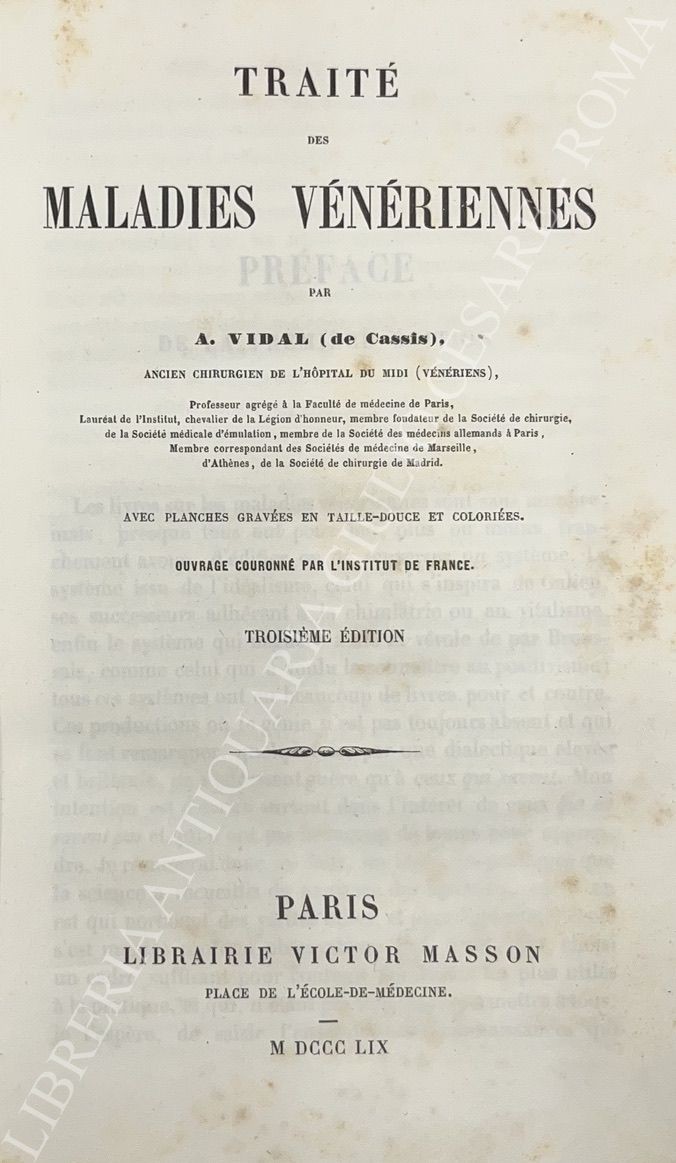 TRAITÉ
DES
MALADIES VÉNÉRIENNES
PRÉFACE
PAR
A. VIDAL (de Cassis),
ANCIEN CHIRURGIEN DE L'HÔPITAL DU MIDI (VÉNÉRIENS),
Professeur agrégé à la Faculté de médecine de Paris,
Lauréat de l'Institut, chevalier de la Légion d'honneur, membre fondateur de la Société de chirurgie,
de la Société médicale d'émulation, membre de la Société des médecins allemands à Paris,
Membre correspondant des Sociétés de médecine de Marseille,
d'Athènes, de la Société de chirurgie de Madrid.
AVEC PLANCHES GRAVÉES EN TAILLE-DOUCE ET COLORIÉES.
OUVRAGE COURONNÉ PAR L'INSTITUT DE FRANCE.
TROISIÈME ÉDITION
PARIS
LIBRAIRIE VICTOR MASSON
PLACE DE L'ÉCOLE-DE-MÉDECINE.
M DCCC LIX
LIBRERIA ANTIQUARIA GIULIO CESARE - ROMA